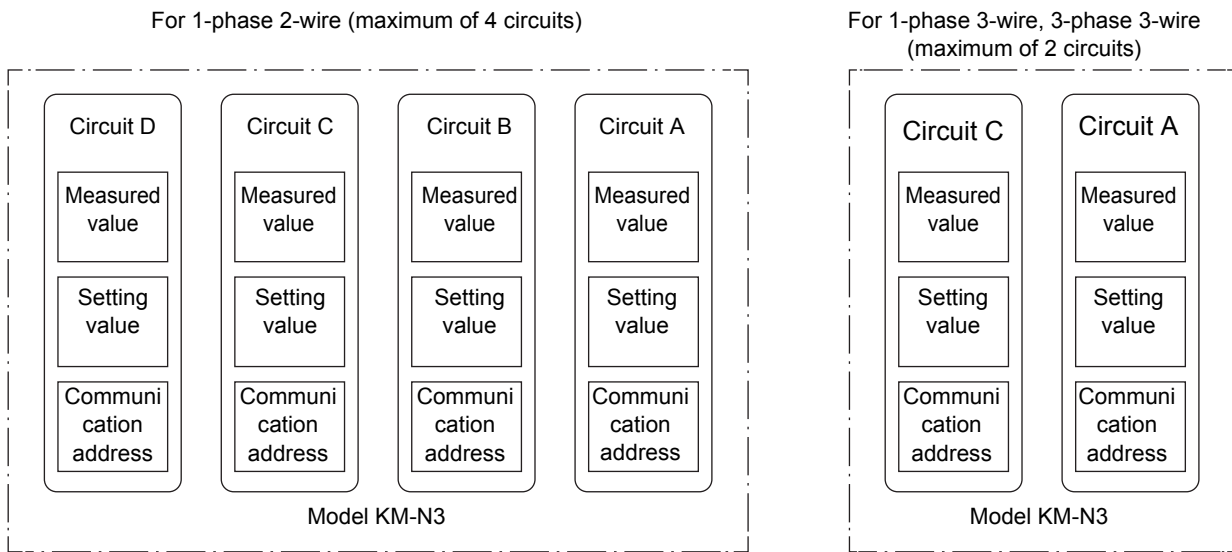 For 1-phase 2-wire (maximum of 4 circuits)
Circuit D
Measured
value
Setting
value
Communi
cation
address
Circuit C
Measured
value
Setting
value
Communi
cation
address
Circuit B
Measured
value
Setting
value
Communi
cation
address
Circuit A
Measured
value
Setting
value
Communi
cation
address
Model KM-N3
For 1-phase 3-wire, 3-phase 3-wire
(maximum of 2 circuits)
Circuit C
Measured
value
Setting
value
Communi
cation
address
Circuit A
Measured
value
Setting
value
Communi
cation
address
Model KM-N3